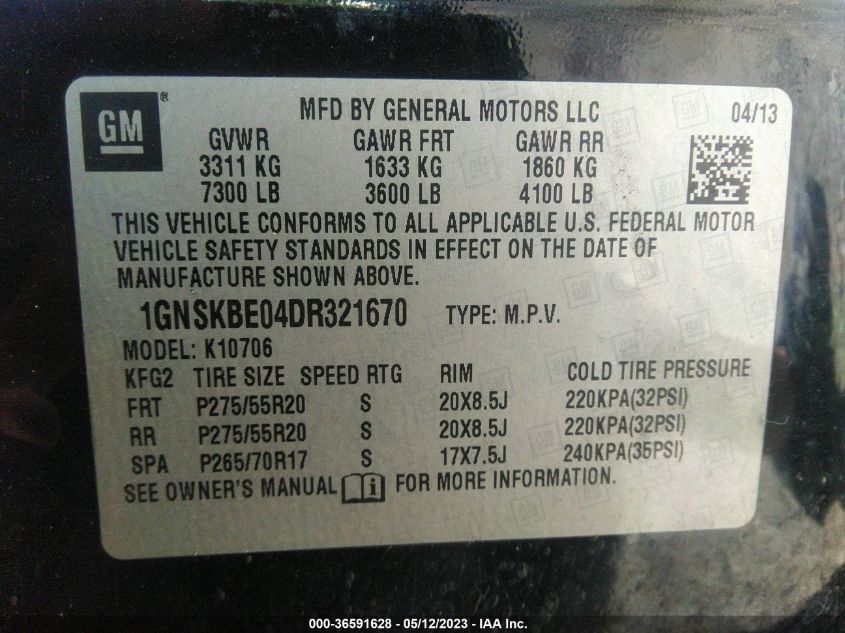 GM®
MFD BY GENERAL MOTORS LLC 04/13
GVWR GAWR FRT GAWR RR
3311 KG 1633 KG 1860 KG
7300 LB 3600 LB 4100 LB
THIS VEHICLE CONFORMS TO ALL APPLICABLE U.S. FEDERAL MOTOR
VEHICLE SAFETY STANDARDS IN EFFECT ON THE DATE OF
MANUFACTURE SHOWN ABOVE.
1GNSKBE04DR321670 TYPE: M.P.V.
MODEL: K10706
KFG2 TIRE SIZE SPEED RTG RIM COLD TIRE PRESSURE
FRT P275/55R20 S 20X8.5J 220KPA(32PSI)
RR P275/55R20 S 20X8.5J 220KPA(32PSI)
SPA P265/70R17 S 17X7.5J 240KPA(35PSI)
SEE OWNER'S MANUAL i FOR MORE INFORMATION.
000-36591628 - 05/12/2023 - IAA Inc.